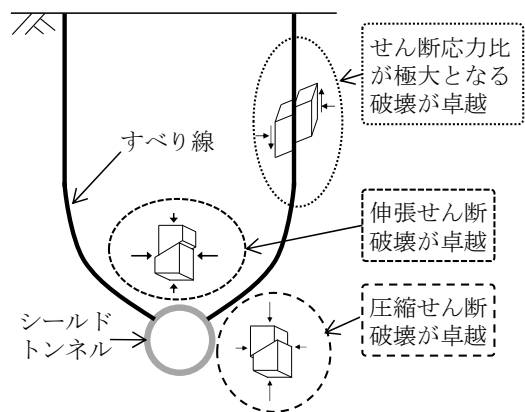 せん断応力比
が極大となる
破壊が卓越
すべり線
伸張せん断
破壊が卓越
シールド
トンネル
圧縮せん断
破壊が卓越